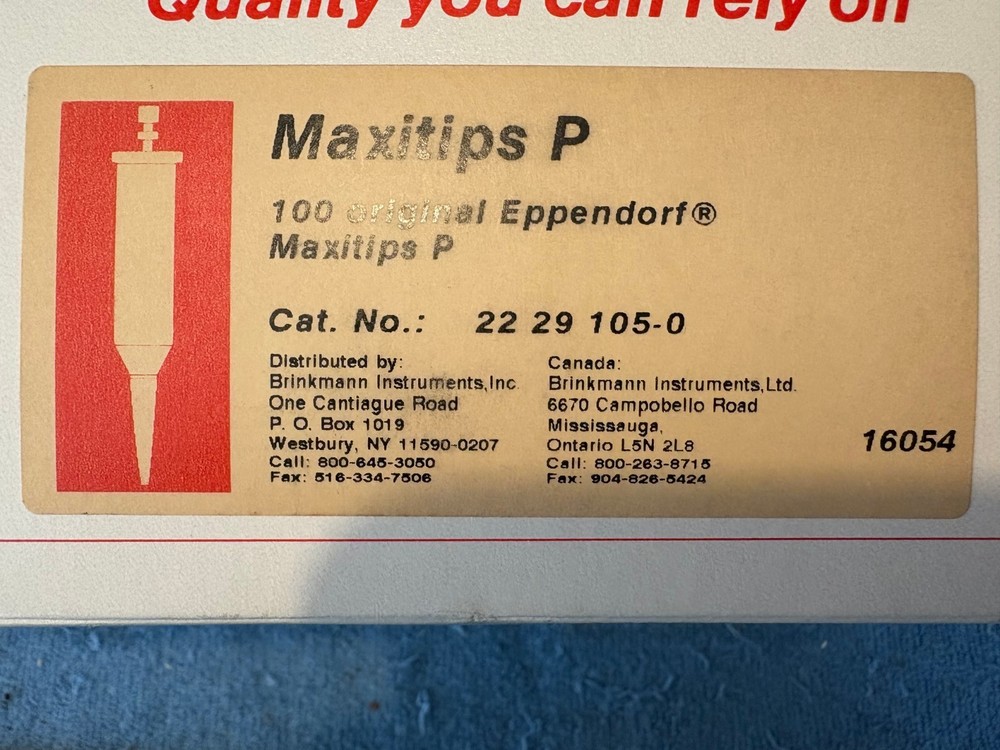 Quality you can rely on
Maxitips P
100 original Eppendorf®
Maxitips P
Cat. No.: 22 29 105-0
Distributed by:
Brinkmann Instruments,Inc.
One Cantiague Road
P. O. Box 1019
Westbury, NY 11590-0207
Call: 800-645-3050
Fax: 516-334-7506
Canada:
Brinkmann Instruments,Ltd.
6670 Campobello Road
Mississauga,
Ontario L5N 2L8
Call: 800-263-8715
Fax: 904-826-5424
16054